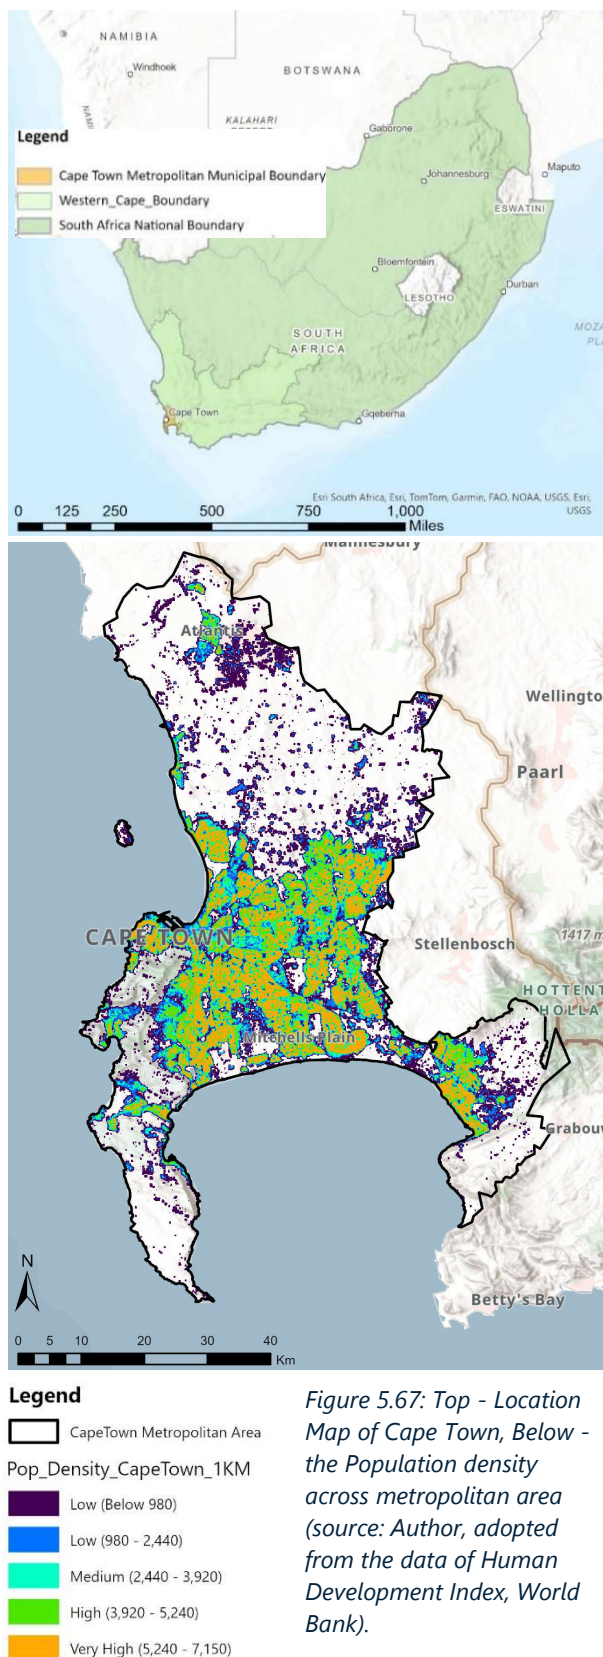 NAMIBIA
Windhoek
BOTSWANA
KALAHARI
Gaborone
Legend
Cape Town Metropolitan Municipal Boundary
Western_Cape_Boundary
South Africa National Boundary
Johannesburg
Maputo
ESWATINI
Bloemfontein
LESOTHO
Durban
SOUTH
AFRICA
MOZA
PLA
Cape Town
Gqeberha
Esri South Africa, Esri, TomTom, Garmin, FAO, NOAA, USGS, Esri,
USGS
0 125 250 500 750 1,000
Miles
Malmesbury
Atlantis
Wellingto
Paarl
CAPE TOWN
Stellenbosch
1417 m
HOTTENT
HOLLA
Mitchells Plain
Grabouw
Betty's Bay
N
0 5 10 20 30 40
Km
Legend
CapeTown Metropolitan Area
Pop_Density_CapeTown_1KM
Low (Below 980)
Low (980 - 2,440)
Medium (2,440 - 3,920)
High (3,920 - 5,240)
Very High (5,240 - 7,150)
Figure 5.67: Top - Location
Map of Cape Town, Below -
the Population density
across metropolitan area
(source: Author, adopted
from the data of Human
Development Index, World
Bank).